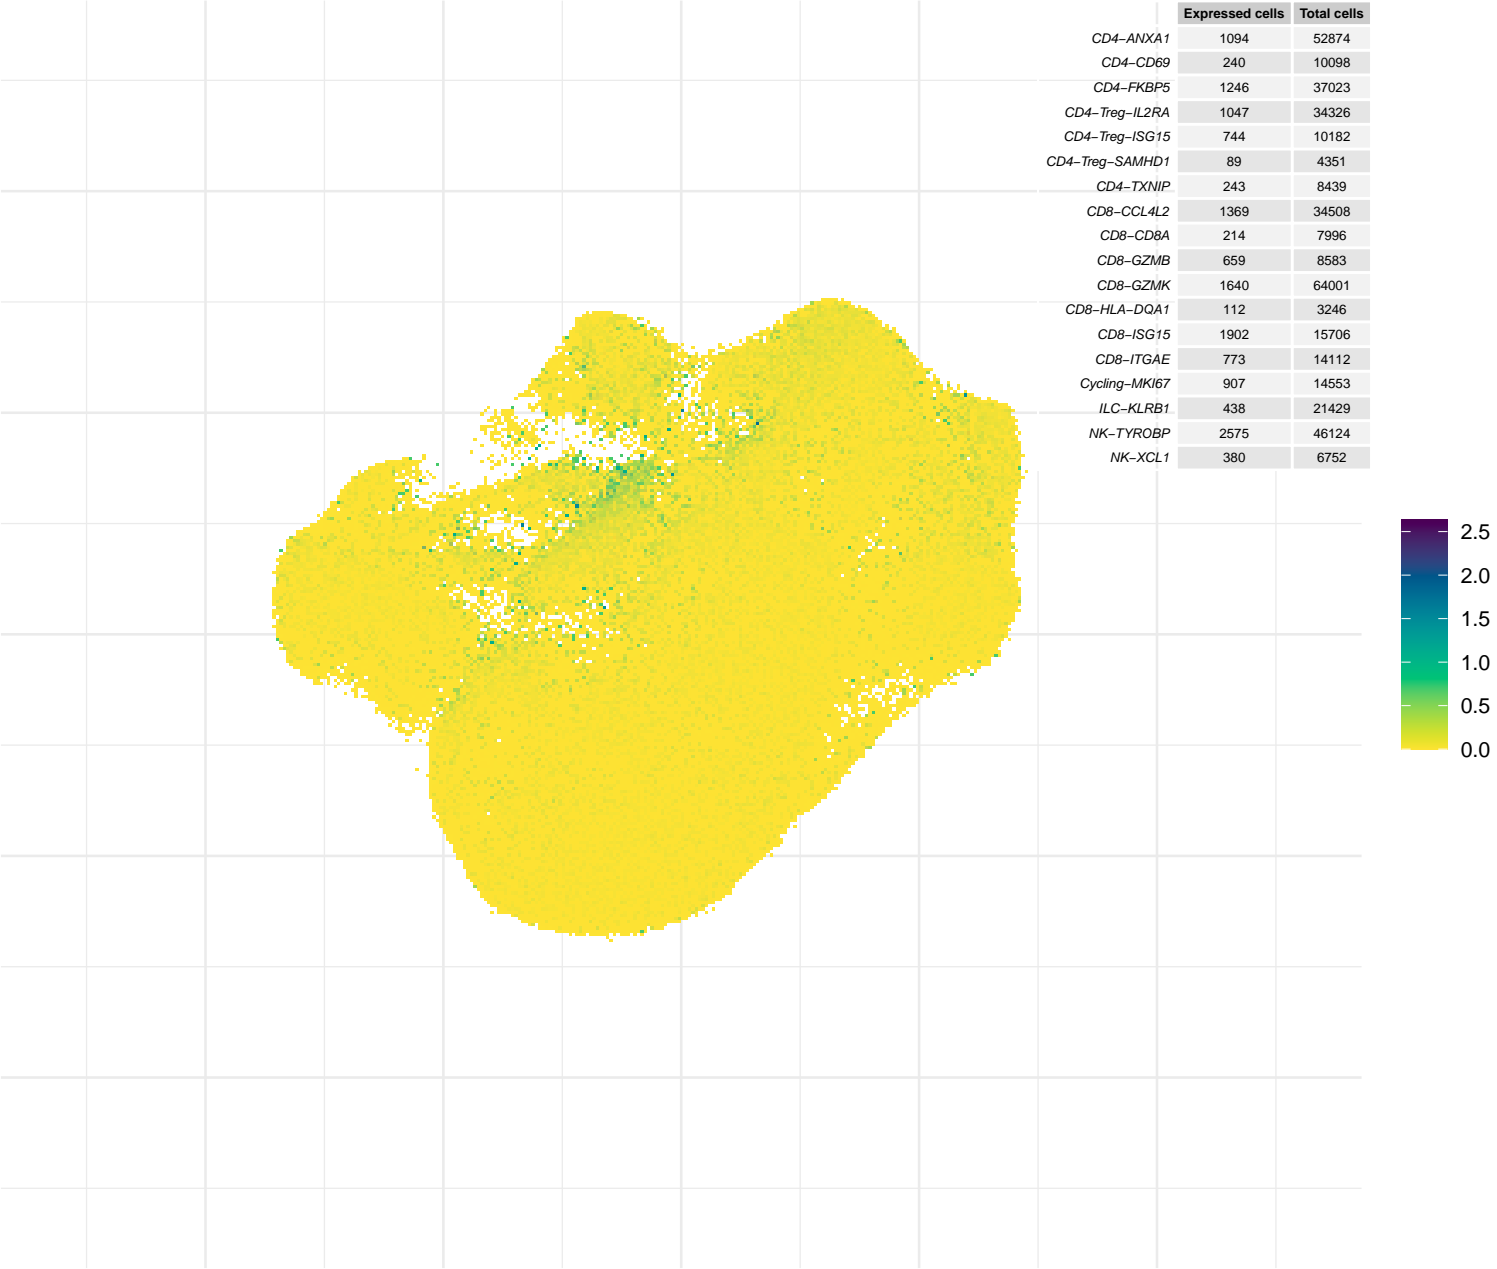 Expressed cells Total cells
CD4−ANXA1 1094 52874
CD4−CD69 240 10098
CD4−FKBP5 1246 37023
CD4−Treg−IL2RA 1047 34326
CD4−Treg−ISG15 744 10182
CD4−Treg−SAMHD1 89 4351
CD4−TXNIP 243 8439
CD8−CCL4L2 1369 34508
CD8−CD8A 214 7996
CD8−GZMB 659 8583
CD8−GZMK 1640 64001
CD8−HLA−DQA1 112 3246
CD8−ISG15 1902 15706
CD8−ITGAE 773 14112
Cycling−MKI67 907 14553
ILC−KLRB1 438 21429
NK−TYROBP 2575 46124
NK−XCL1 380 6752
2.5
2.0
1.5
1.0
0.5
0.0